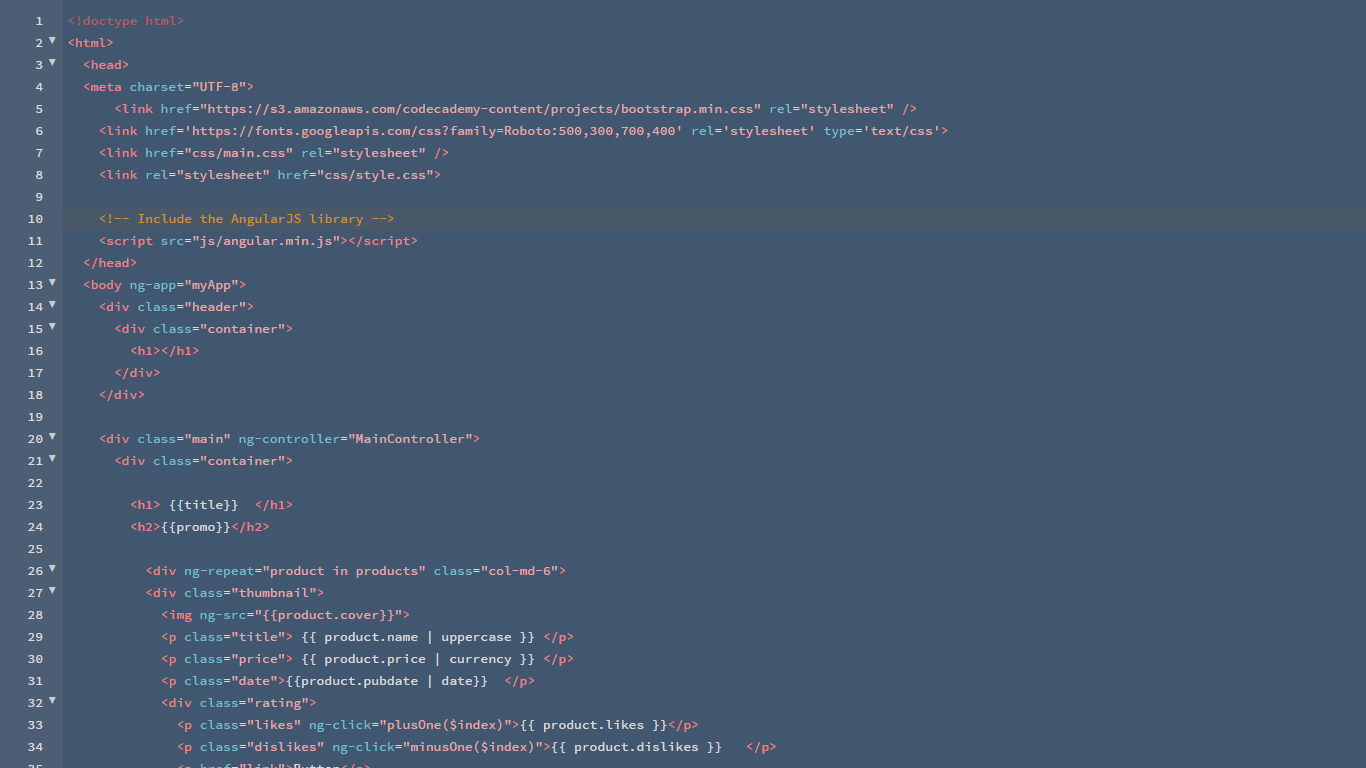 1 <!doctype html>
2 <html>
3 <head>
4 <meta charset="UTF-8">
5 <link href="https://s3.amazonaws.com/codecademy-content/projects/bootstrap.min.css" rel="stylesheet" />
6 <link href='https://fonts.googleapis.com/css?family=Roboto:500,300,700,400' rel='stylesheet' type='text/css'>
7 <link href="css/main.css" rel="stylesheet" />
8 <link rel="stylesheet" href="css/style.css">
9
10 <!-- Include the AngularJS library -->
11 <script src="js/angular.min.js"></script>
12 </head>
13 <body ng-app="myApp">
14 <div class="header">
15 <div class="container">
16 <h1></h1>
17 </div>
18 </div>
19
20 <div class="main" ng-controller="MainController">
21 <div class="container">
22
23 <h1> {{title}}  </h1>
24 <h2>{{promo}}</h2>
25
26 <div ng-repeat="product in products" class="col-md-6">
27 <div class="thumbnail">
28 <img ng-src="{{product.cover}}">
29 <p class="title"> {{ product.name | uppercase }} </p>
30 <p class="price"> {{ product.price | currency }} </p>
31 <p class="date">{{product.pubdate | date}}  </p>
32 <div class="rating">
33 <p class="likes" ng-click="plusOne($index)">{{ product.likes }}</p>
34 <p class="dislikes" ng-click="minusOne($index)">{{ product.dislikes }}   </p>
35 <a href="link">Button</a>